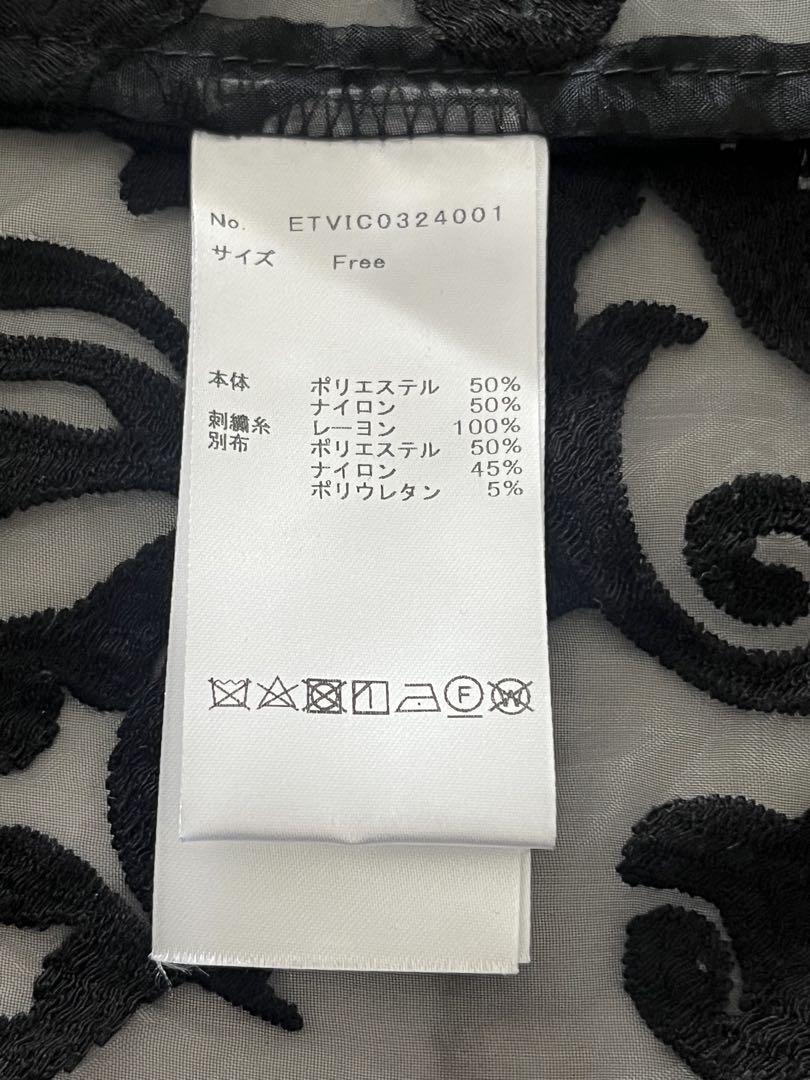 No. ETVIC0324001
サイズ Free
本体 ポリエステル 50%
ナイロン 50%
刺繍糸 レーヨン 100%
別布 ポリエステル 50%
ナイロン 45%
ポリウレタン 5%
F W